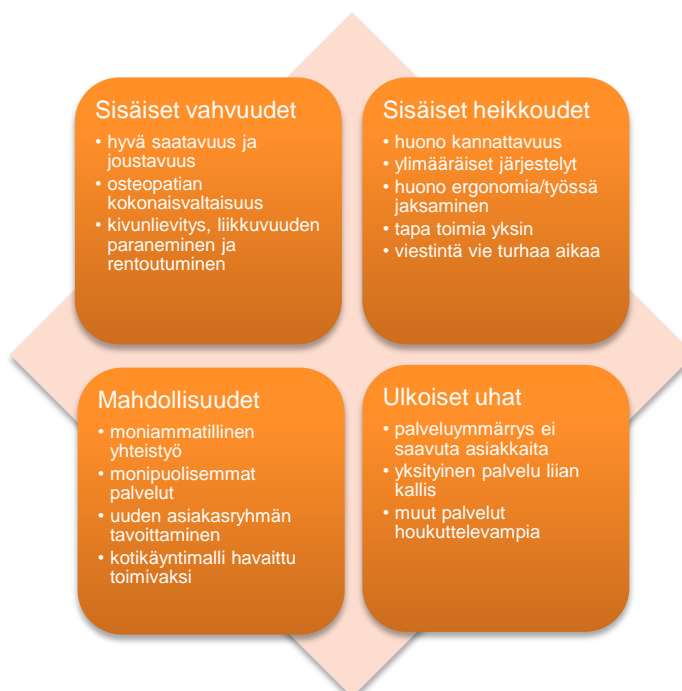 Sisäiset vahvuudet
• hyvä saatavuus ja
joustavuus
• osteopatian
kokonaisvaltaisuus
• kivunlievitys, liikkuvuuden
paraneminen ja
rentoutuminen
Sisäiset heikkoudet
• huono kannattavuus
• ylimääräiset järjestelyt
• huono ergonomia/työssä
jaksaminen
• tapa toimia yksin
• viestintä vie turhaa aikaa
Mahdollisuudet
• moniammatillinen
yhteistyö
• monipuolisemmat
palvelut
• uuden asiakasryhmän
tavoittaminen
• kotikäyntimalli havaittu
toimivaksi
Ulkoiset uhat
• palveluymmärrys ei
saavuta asiakkaita
• yksityinen palvelu liian
kallis
• muut palvelut
houkuttelevampia